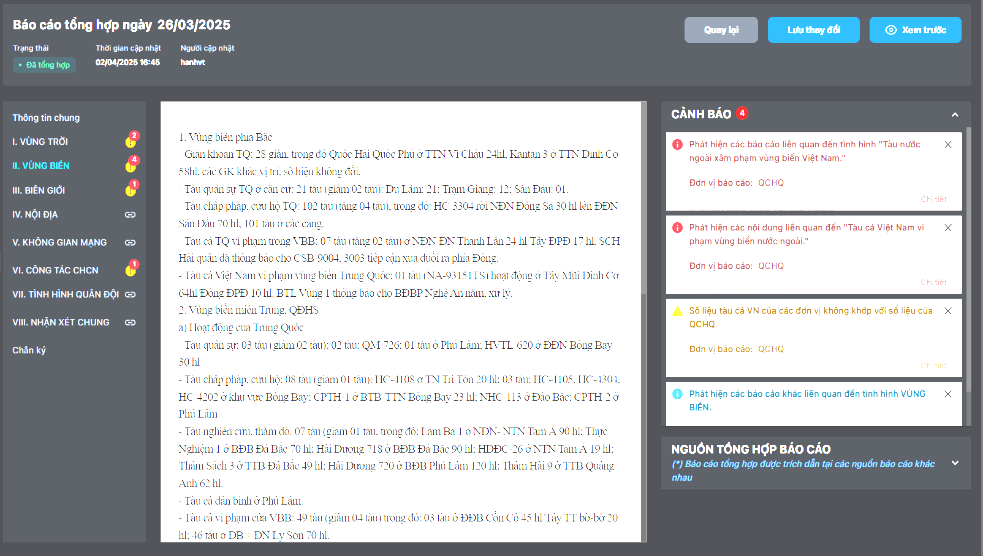 Báo cáo tổng hợp ngày 26/03/2025
Trạng thái
Thời gian cập nhật
Người cập nhật
Đã tổng hợp
02/04/2025 16:45
hanhvt
Quay lại
Lưu thay đổi
Xem trước
Thông tin chung
I. VÙNG TRỜI
2
II. VÙNG BIỂN
4
III. BIÊN GIỚI
1
IV. NỘI ĐỊA
V. KHÔNG GIAN MẠNG
VI. CÔNG TÁC CHCN
1
VII. TÌNH HÌNH QUÂN ĐỘI
VIII. NHẬN XÉT CHUNG
Chân ký
1. Vùng biển phía Bắc
- Giàn khoan TQ: 28 giàn, trong đó Quốc Hải Quốc Phu ở TTN Vi Châu 24hl, Kantan 3 ở TTN Định Cơ
58hl, các GK khác vị trí, số hiệu không đổi.
- Tàu quân sự TQ ở căn cứ: 21 tàu (giảm 02 tàu): Du Lâm: 21; Trạm Giang: 12; Sán Đầu: 01.
- Tàu chấp pháp, cứu hộ TQ: 102 tàu (tăng 04 tàu), trong đó: HC-3304 rời NĐN Đông Sa 30 hl lên ĐĐN
Sán Đầu 70 hl; 101 tàu ở các cảng.
- Tàu cá TQ vi phạm trong VBB: 07 tàu (tăng 02 tàu) ở NĐN ĐN Thanh Lân 24 hl Tây ĐPĐ 17 hl. SCH
Hải quân đã thông báo cho CSB-9004, 3003 tiếp cận xua đuổi ra phía Đông.
- Tàu cá Việt Nam vi phạm vùng biển Trung Quốc: 01 tàu (NA-93151TS) hoạt động ở Tây Mũi Dinh Cơ
64hl Đông ĐPĐ 10 hl. BTL Vùng 1 thông báo cho BĐBP Nghệ An nắm, xử lý.
2. Vùng biển miền Trung, QĐHS
a) Hoạt động của Trung Quốc
- Tàu quân sự: 03 tàu (giảm 02 tàu): 02 tàu: QM-726; 01 tàu ở Phú Lâm; HVTL-620 ở ĐĐN Bông Bay
30 hl
- Tàu chấp pháp, cứu hộ: 08 tàu (giảm 01 tàu): HC-4108 ở TN Tri Tôn 20 hl; 03 tàu: HC-4105, HC-4303,
HC-4202 ở khu vực Bông Bay; CPTH-1 ở BTB-TTN Bông Bay 23 hl; NHC-113 ở Đảo Bắc; CPTH-2 ở
Phú Lâm
- Tàu nghiên cứu, thăm dò: 07 tàu (giảm 01 tàu, trong đó: Lam Ba 1 ở NĐN- NTN Tam A 90 hl; Thực
Nghiệm 1 ở BĐB Đá Bắc 70 hl; Hải Dương 718 ở BĐB Đá Bắc 90 hl; HDĐC-26 ở NTN Tam A 19 hl;
Thám Sách 3 ở TTB Đá Bắc 49 hl; Hải Dương 720 ở BĐB Phú Lâm 120 hl; Thám Hải 9 ở TTB Quảng
Anh 62 hl.
- Tàu cá dân binh ở Phú Lâm.
- Tàu cá vi phạm cửa VBB: 49 tàu (giảm 04 tàu) trong đó: 03 tàu ở ĐĐB Cồn Cỏ 45 hl Tây TT bờ-bờ 20
hl; 46 tàu ở ĐB - ĐN Lý Sơn 70 hl.
CẢNH BÁO
4
Phát hiện các báo cáo liên quan đến tình hình "Tàu nước
ngoài xâm phạm vùng biển Việt Nam."
Đơn vị báo cáo: QCHQ
Chi tiết
Phát hiện các nội dung liên quan đến "Tàu cá Việt Nam vi
phạm vùng biển nước ngoài."
Đơn vị báo cáo: QCHQ
Chi tiết
Số liệu tàu cá VN của các đơn vị không khớp với số liệu của
QCHQ.
Đơn vị báo cáo: QCHQ
Chi tiết
Phát hiện các báo cáo khác liên quan đến tình hình VÙNG
BIỂN.
NGUỒN TỔNG HỢP BÁO CÁO
(*) Báo cáo tổng hợp được trích dẫn tại các nguồn báo cáo khác
nhau